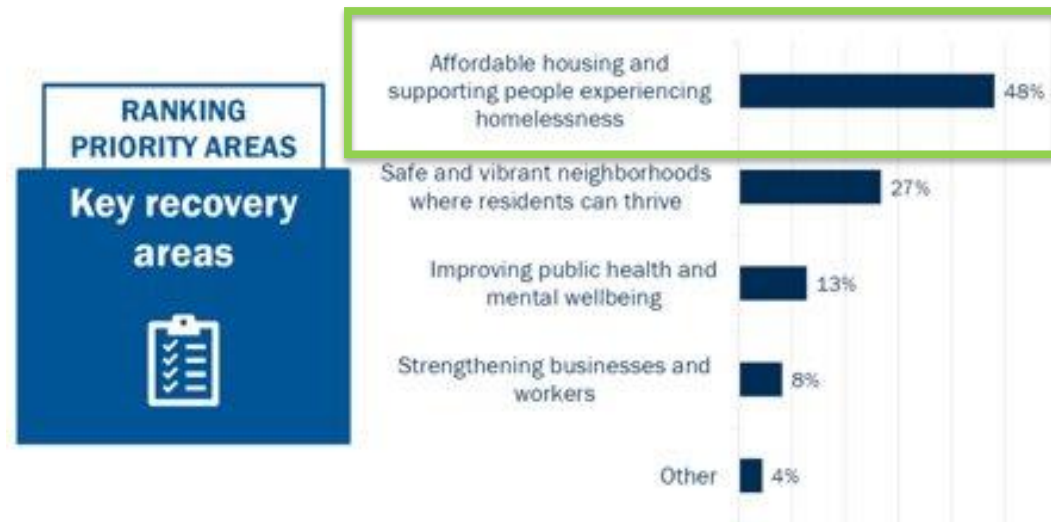 RANKING
PRIORITY AREAS
Key recovery
areas
Affordable housing and
supporting people experiencing
homelessness
48%
Safe and vibrant neighborhoods
where residents can thrive
27%
Improving public health and
mental wellbeing
13%
Strengthening businesses and
workers
8%
Other
4%